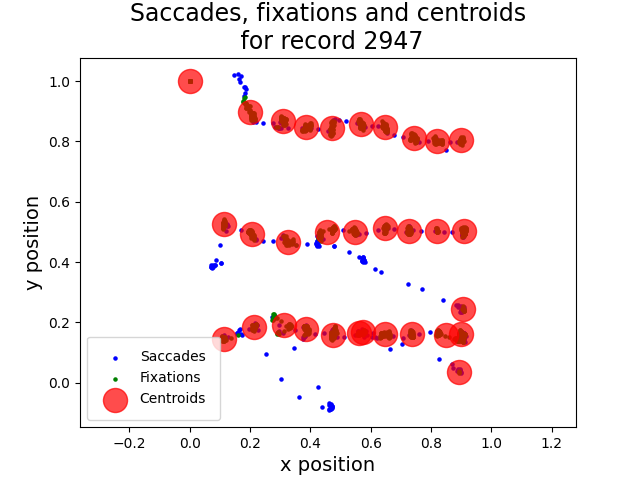 Saccades, fixations and centroids
for record 2947
1.0
0.8
0.6
0.4
0.2
0.0
y position
Saccades
Fixations
Centroids
−0.2
0.0
0.2
0.4
0.6
0.8
1.0
1.2
x position